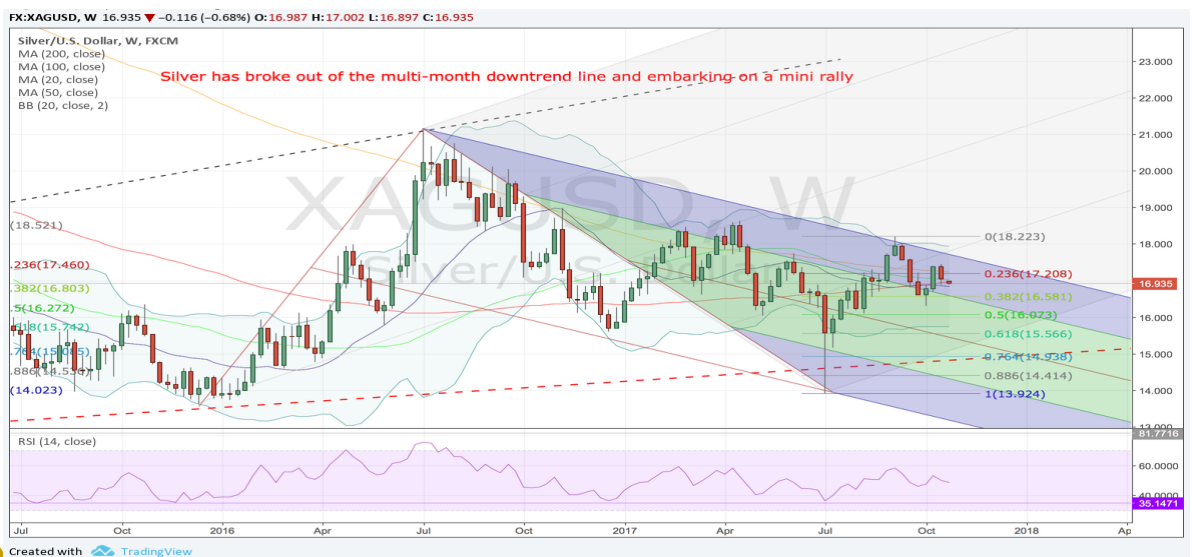 FX:XAGUSD, W 16.935 ▼ −0.116 (−0.68%) O:16.987 H:17.002 L:16.897 C:16.935
Silver/U.S. Dollar, W, FXCM
MA (200, close)
MA (100, close)
MA (20, close)
MA (50, close)
BB (20, close, 2)
Silver has broke out of the multi-month downtrend line and embarking on a mini rally
XAGUSD, W
Silver/U.S. Dollar
23.000
22.000
21.000
20.000
19.000
18.000
16.935
16.000
15.000
14.000
13.000
(18.521)
.236(17.460)
.382(16.803)
.5(16.272)
.618(15.742)
(14.023)
0(18.223)
0.236(17.208)
0.382(16.581)
0.5(16.073)
0.618(15.566)
0.764(14.938)
0.886(14.414)
1(13.924)
RSI (14, close)
81.7716
60.0000
40.0000
35.1471
Jul Oct 2016 Apr Jul Oct 2017 Apr Jul Oct 2018 Ap
Created with TradingView